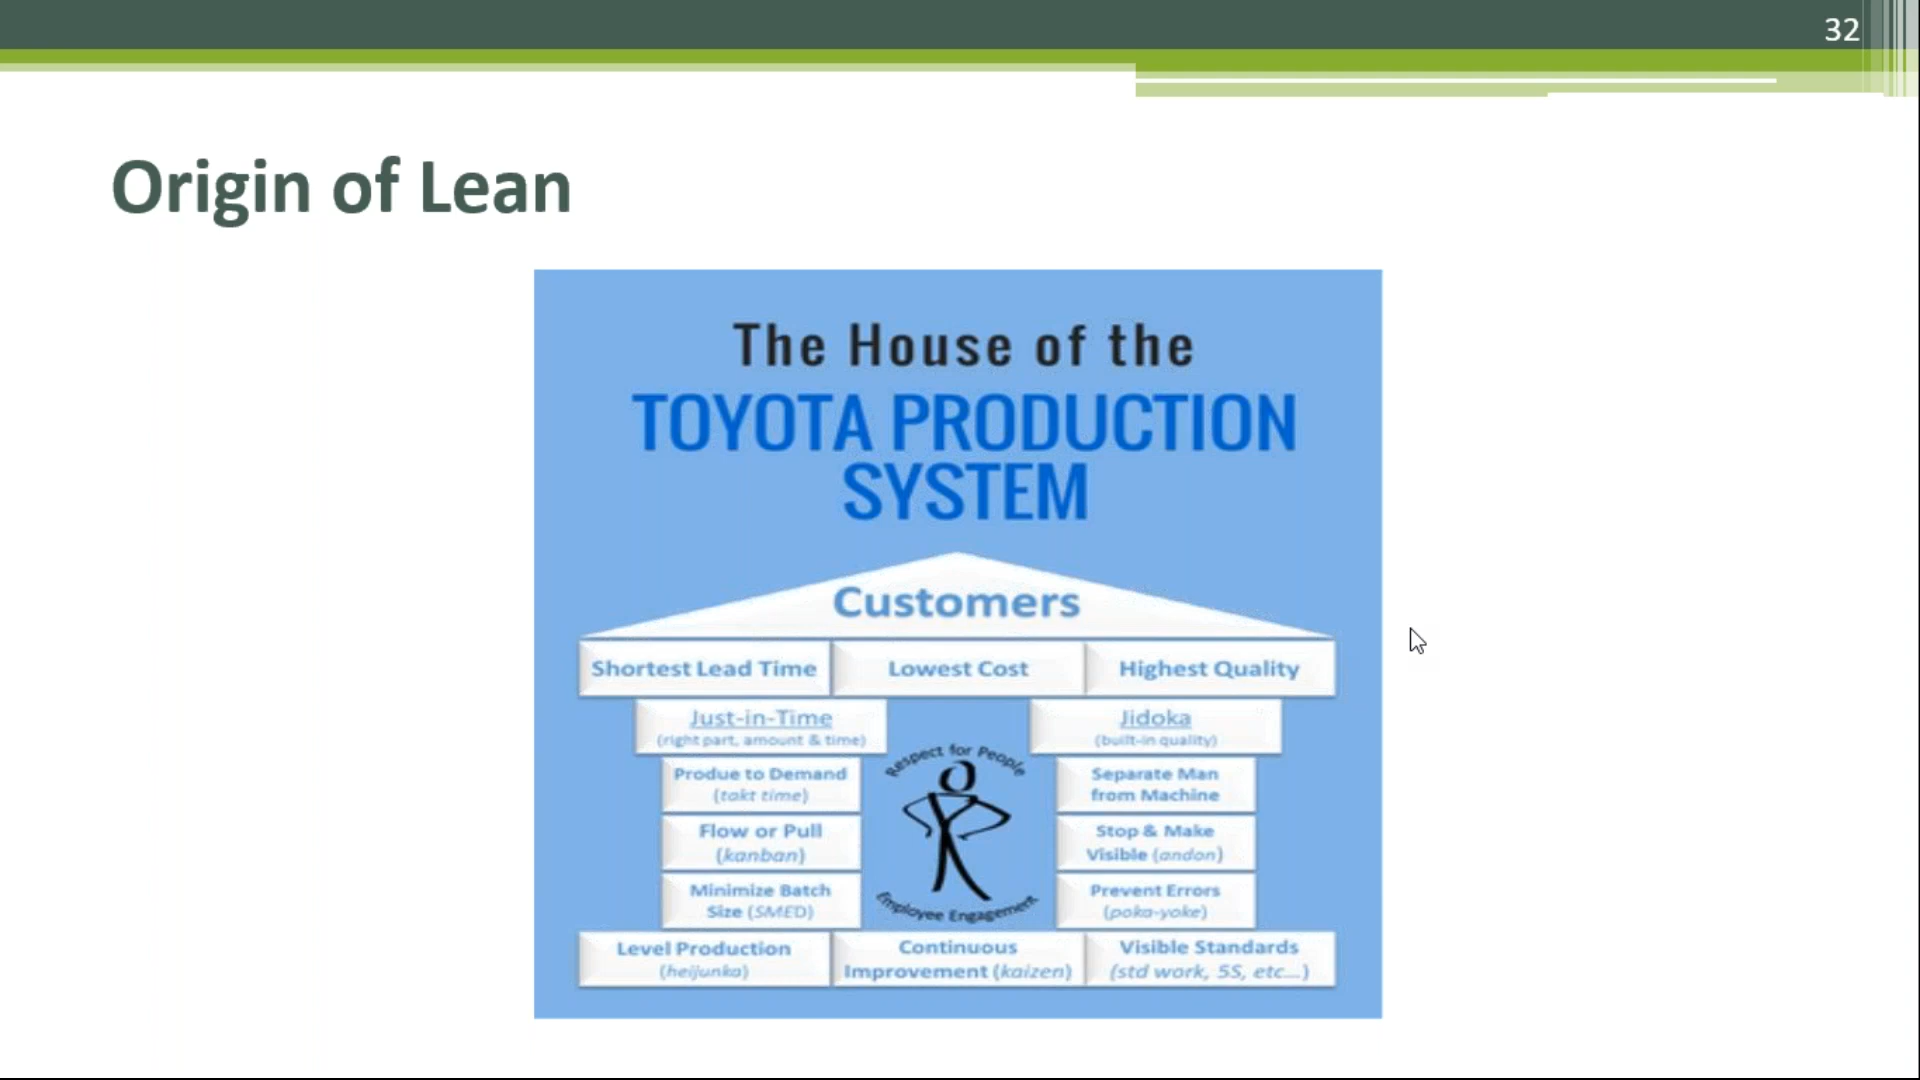 32
Origin of Lean
The House of the
TOYOTA PRODUCTION
SYSTEM
Customers
Shortest Lead Time
Lowest Cost
Highest Quality
Just-in-Time
(right part, amount & time)
Jidoka
(built-in quality)
Respect for People
Produe to Demand
(takt time)
Separate Man
from Machine
Flow or Pull
(kanban)
Stop & Make
Visible (andon)
Minimize Batch
Size (SMED)
Prevent Errors
(poka-yoke)
Employee Engagement
Level Production
(heijunka)
Continuous
Improvement (kaizen)
Visible Standards
(std work, 5S, etc...)